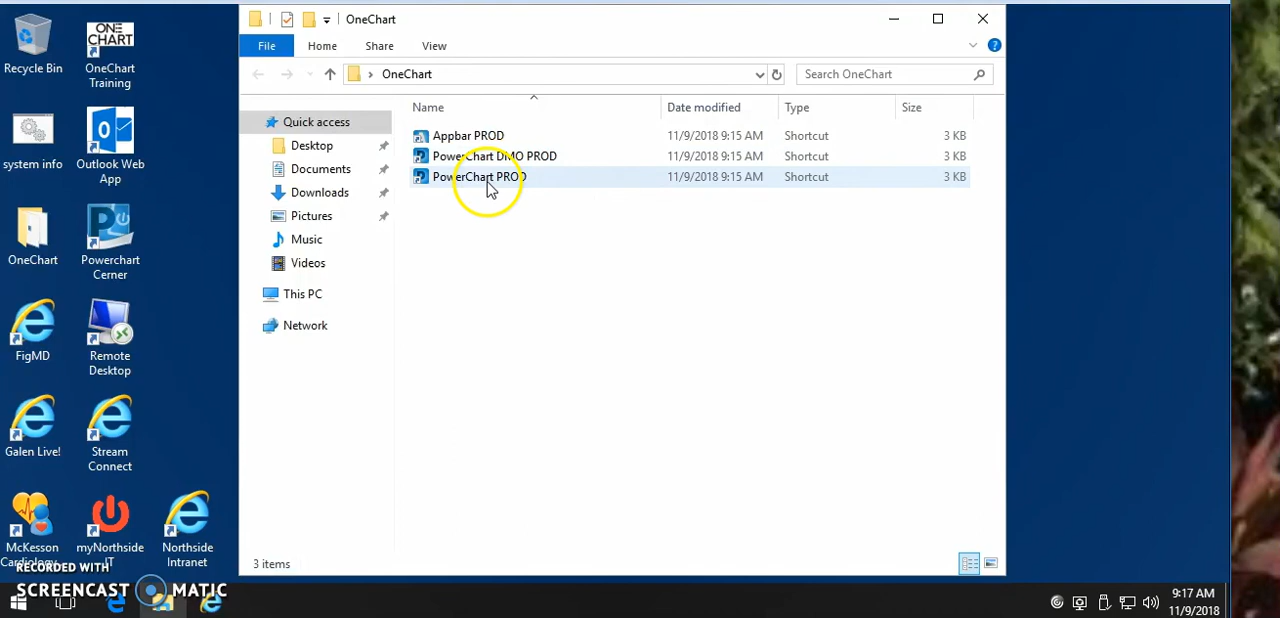 OneChart
File
Home
Share
View
OneChart
Search OneChart
Name
Date modified
Type
Size
Appbar PROD
11/9/2018 9:15 AM
Shortcut
3 KB
PowerChart DMO PROD
11/9/2018 9:15 AM
Shortcut
3 KB
PowerChart PROD
11/9/2018 9:15 AM
Shortcut
3 KB
Quick access
Desktop
Documents
Downloads
Pictures
Music
Videos
This PC
Network
3 items
Recycle Bin
ONE
CHART
OneChart
Training
system info
Outlook Web
App
OneChart
Powerchart
Cerner
FigMD
Remote
Desktop
Galen Live!
Stream
Connect
McKesson
Cardiology
myNorthside
IT
Northside
Intranet
RECORDED WITH
SCREENCAST MATIC
9:17 AM
11/9/2018